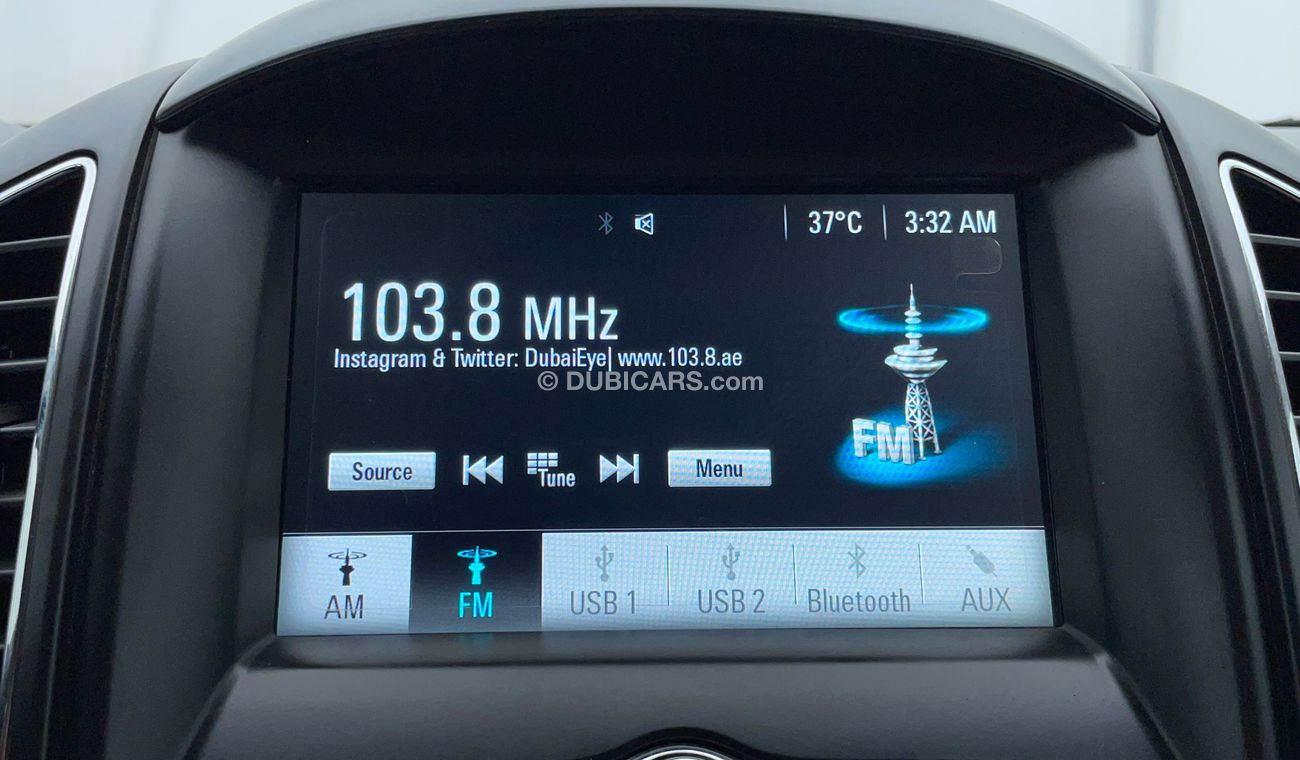 37°C
3:32 AM
103.8 MHz
Instagram & Twitter: DubaiEye| www.103.8.ae
© DUBICARS.com
Source
Tune
Menu
FM
AM
FM
USB 1
USB 2
Bluetooth
AUX